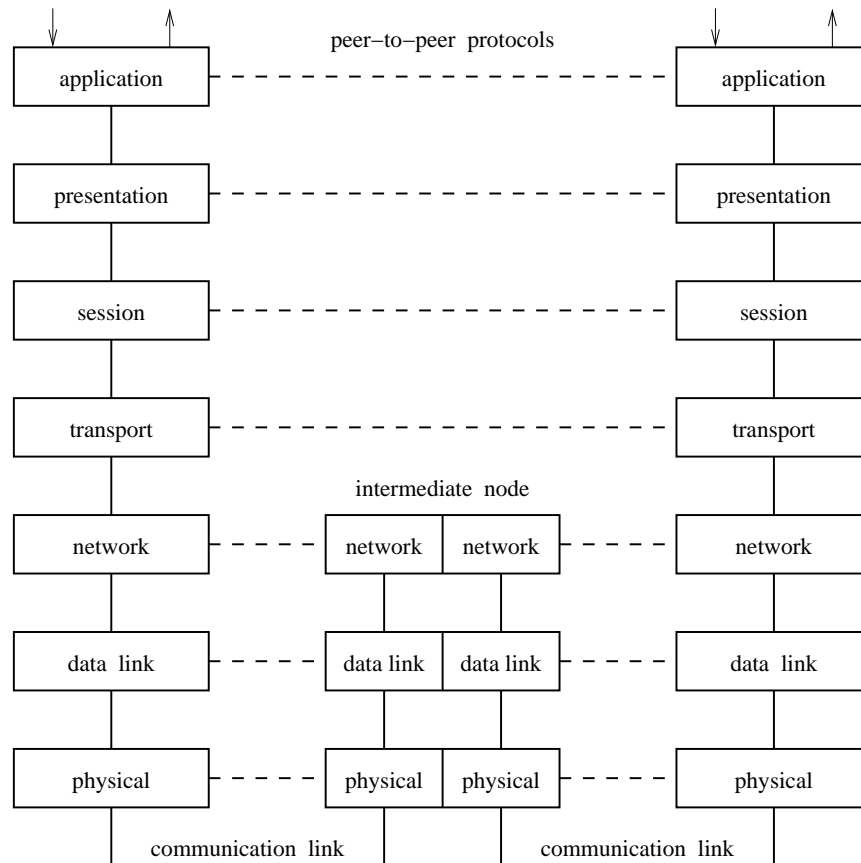 peer−to−peer protocols
application
application
presentation
presentation
session
session
transport
transport
intermediate node
network
network
network
network
data link
data link
data link
data link
physical
physical
physical
physical
communication link
communication link